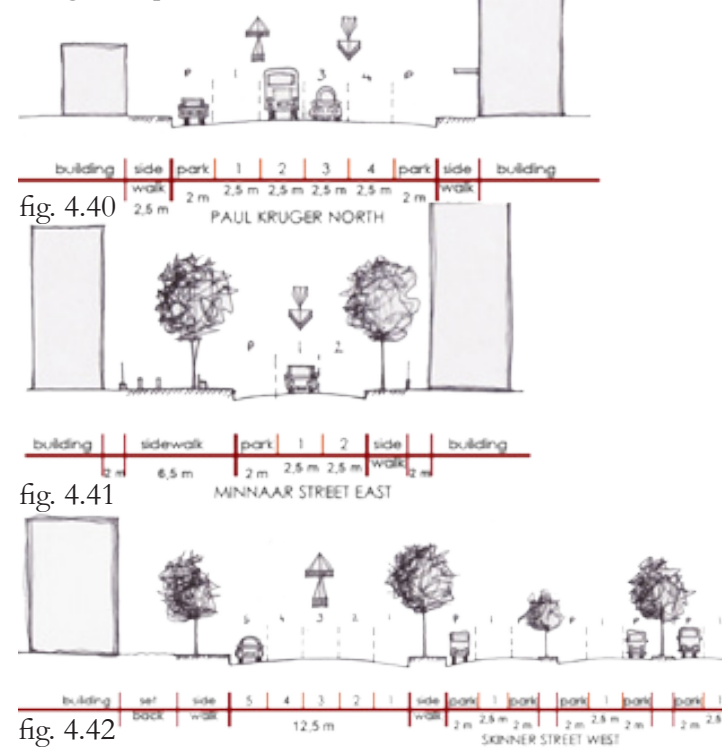 P 1 3 4 P
building side park 1 2 3 4 park side building
walk 2 m 2,5 m 2,5 m 2,5 m 2,5 m 2 m walk
2,5 m
fig. 4.40
PAUL KRUGER NORTH
P 1 2
building sidewalk park 1 2 side building
2 m 6,5 m 2 m 2,5 m 2,5 m walk 2 m
fig. 4.41
MINNAAR STREET EAST
5 4 3 2 1 P 1 P P 1 P P 1
building set side 5 4 3 2 1 side park 1 park park 1 park park 1
back walk 12,5 m walk 2 m 2,5 m 2 m 2 m 2,5 m 2 m 2 m
fig. 4.42
SKINNER STREET WEST